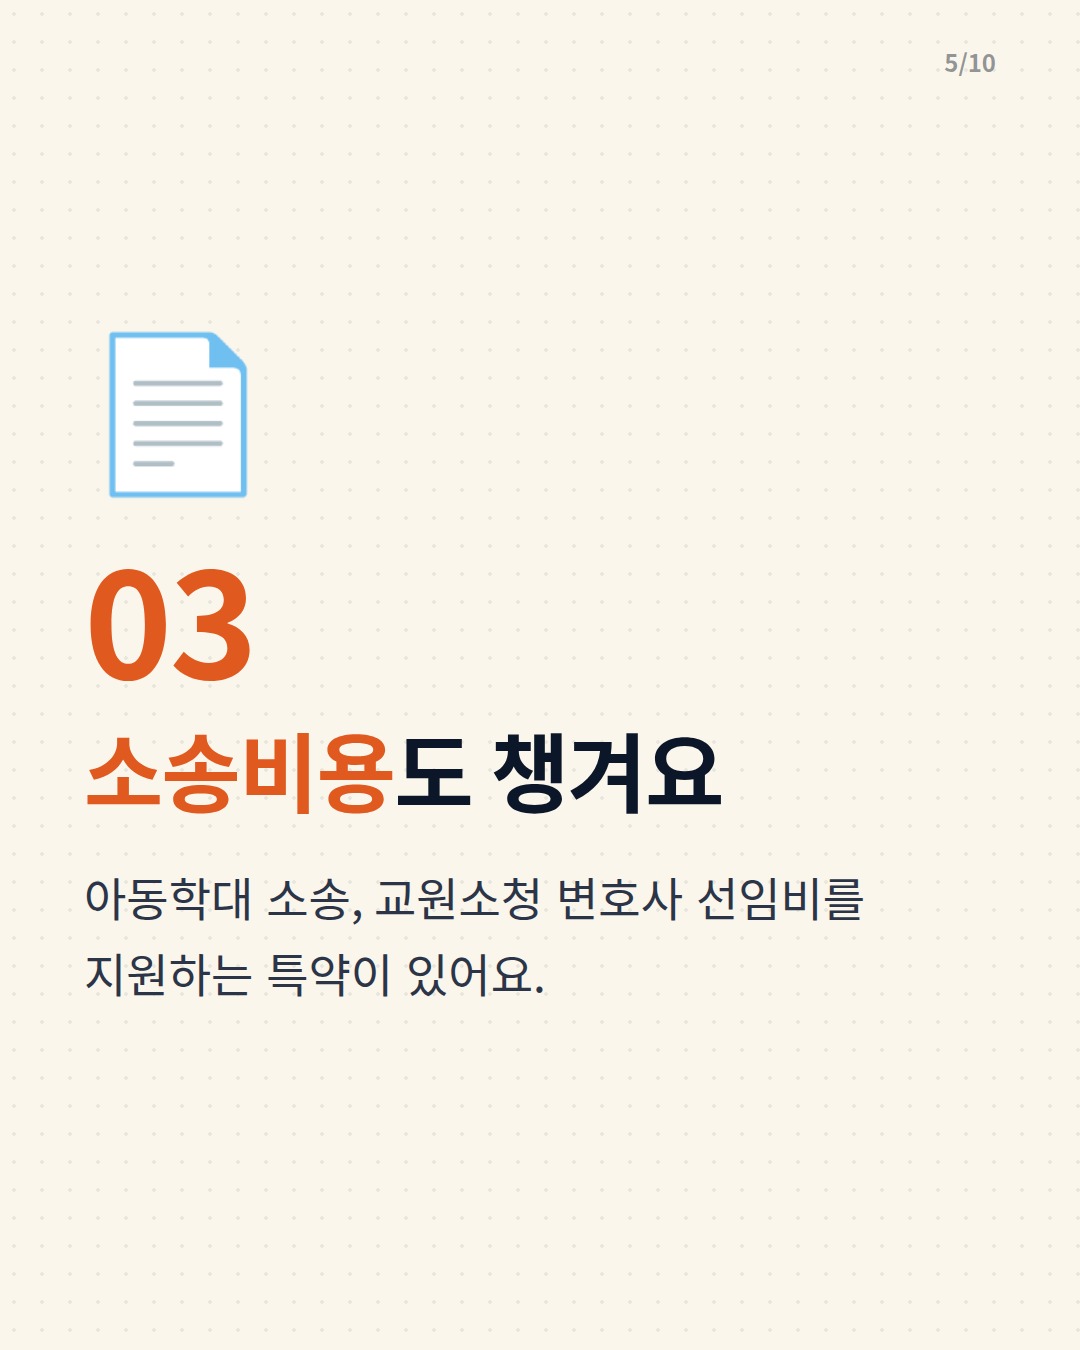 5/10
03
소송비용도 챙겨요
아동학대 소송, 교원소청 변호사 선임비를
지원하는 특약이 있어요.